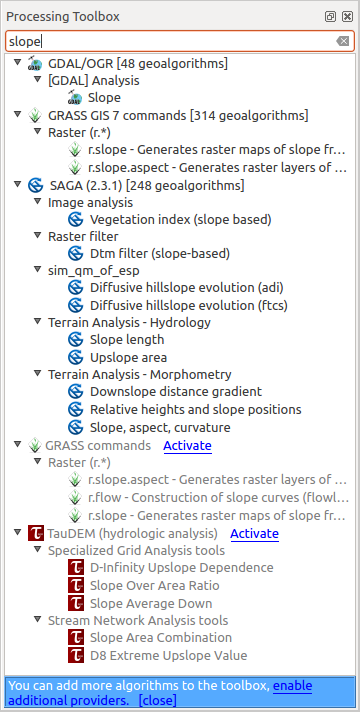 Processing Toolbox
slope
GDAL/OGR [48 geoalgorithms]
[GDAL] Analysis
Slope
GRASS GIS 7 commands [314 geoalgorithms]
Raster (r.*)
r.slope - Generates raster maps of slope fr...
r.slope.aspect - Generates raster layers of ...
SAGA (2.3.1) [248 geoalgorithms]
Image analysis
Vegetation index (slope based)
Raster filter
Dtm filter (slope-based)
sim_qm_of_esp
Diffusive hillslope evolution (adi)
Diffusive hillslope evolution (ftcs)
Terrain Analysis - Hydrology
Slope length
Upslope area
Terrain Analysis - Morphometry
Downslope distance gradient
Relative heights and slope positions
Slope, aspect, curvature
GRASS commands Activate
Raster (r.*)
r.slope.aspect - Generates raster layers of ...
r.flow - Construction of slope curves (flowl...
r.slope - Generates raster maps of slope fr...
TauDEM (hydrologic analysis) Activate
Specialized Grid Analysis tools
D-Infinity Upslope Dependence
Slope Over Area Ratio
Slope Average Down
Stream Network Analysis tools
Slope Area Combination
D8 Extreme Upslope Value
You can add more algorithms to the toolbox, enable
additional providers. [close]